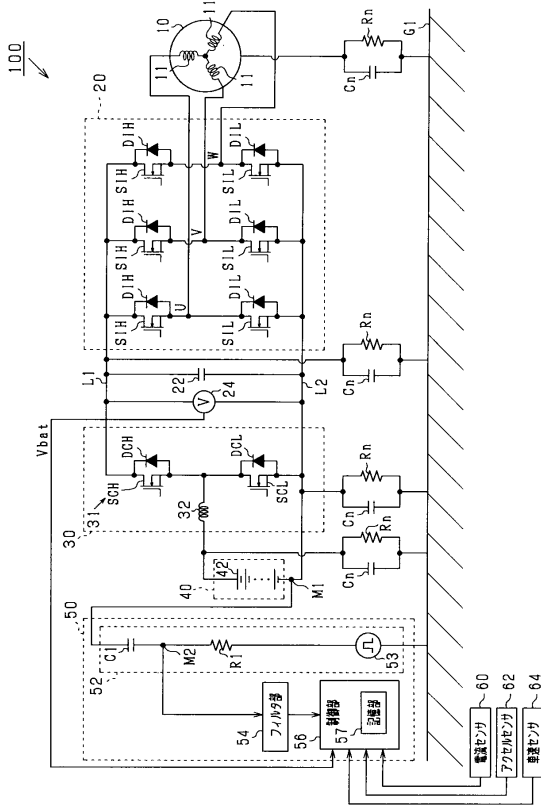 100
10
11
11
11
20
DIH
SIH
DIH
SIH
DIH
SIH
W
V
U
DIL
SIL
DIL
SIL
DIL
SIL
L1
22
24
V
L2
Vbat
30
31
SCH
DCH
32
DCL
SCL
40
42
M1
50
52
C1
M2
R1
53
54
フィルタ部
56
制御部
57
記憶部
Cn
Rn
Cn
Rn
Cn
Rn
Cn
Rn
G1
電流センサ
60
アクセルセンサ
62
車速センサ
64